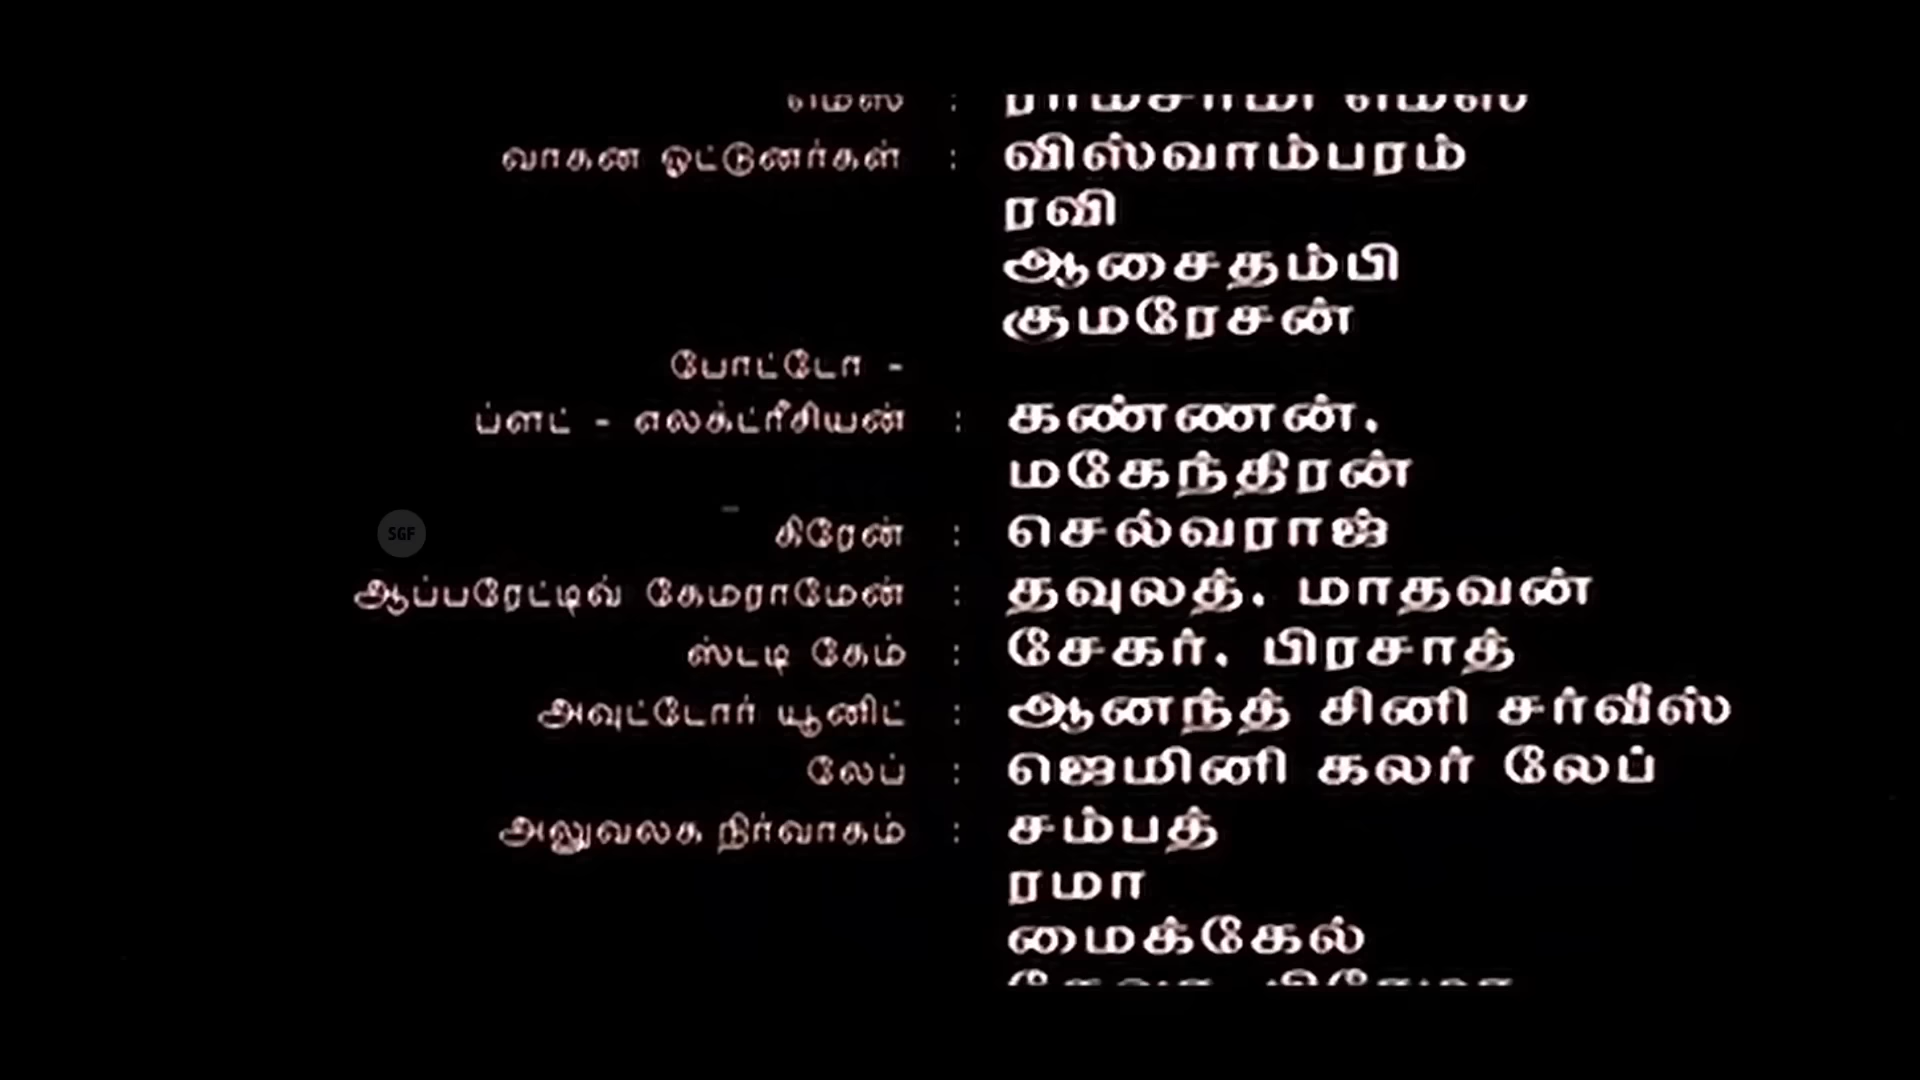 வாகன ஓட்டுனர்கள் : விஸ்வாம்பரம்
ரவி
ஆசைதம்பி
குமரேசன்
போட்டோ -
ப்ளட் - எலக்ட்ரீசியன் : கண்ணன்.
மகேந்திரன்
கிரேன் : செல்வராஜ்
SGF
ஆப்பரேட்டிவ் கேமராமேன் : தவுலத். மாதவன்
ஸ்டடி கேம் : சேகர். பிரசாத்
அவுட்டோர் யூனிட் : ஆனந்த் சினி சர்வீஸ்
லேப் : ஜெமினி கலர் லேப்
அலுவலக நிர்வாகம் : சம்பத்
ரமா
மைக்கேல்